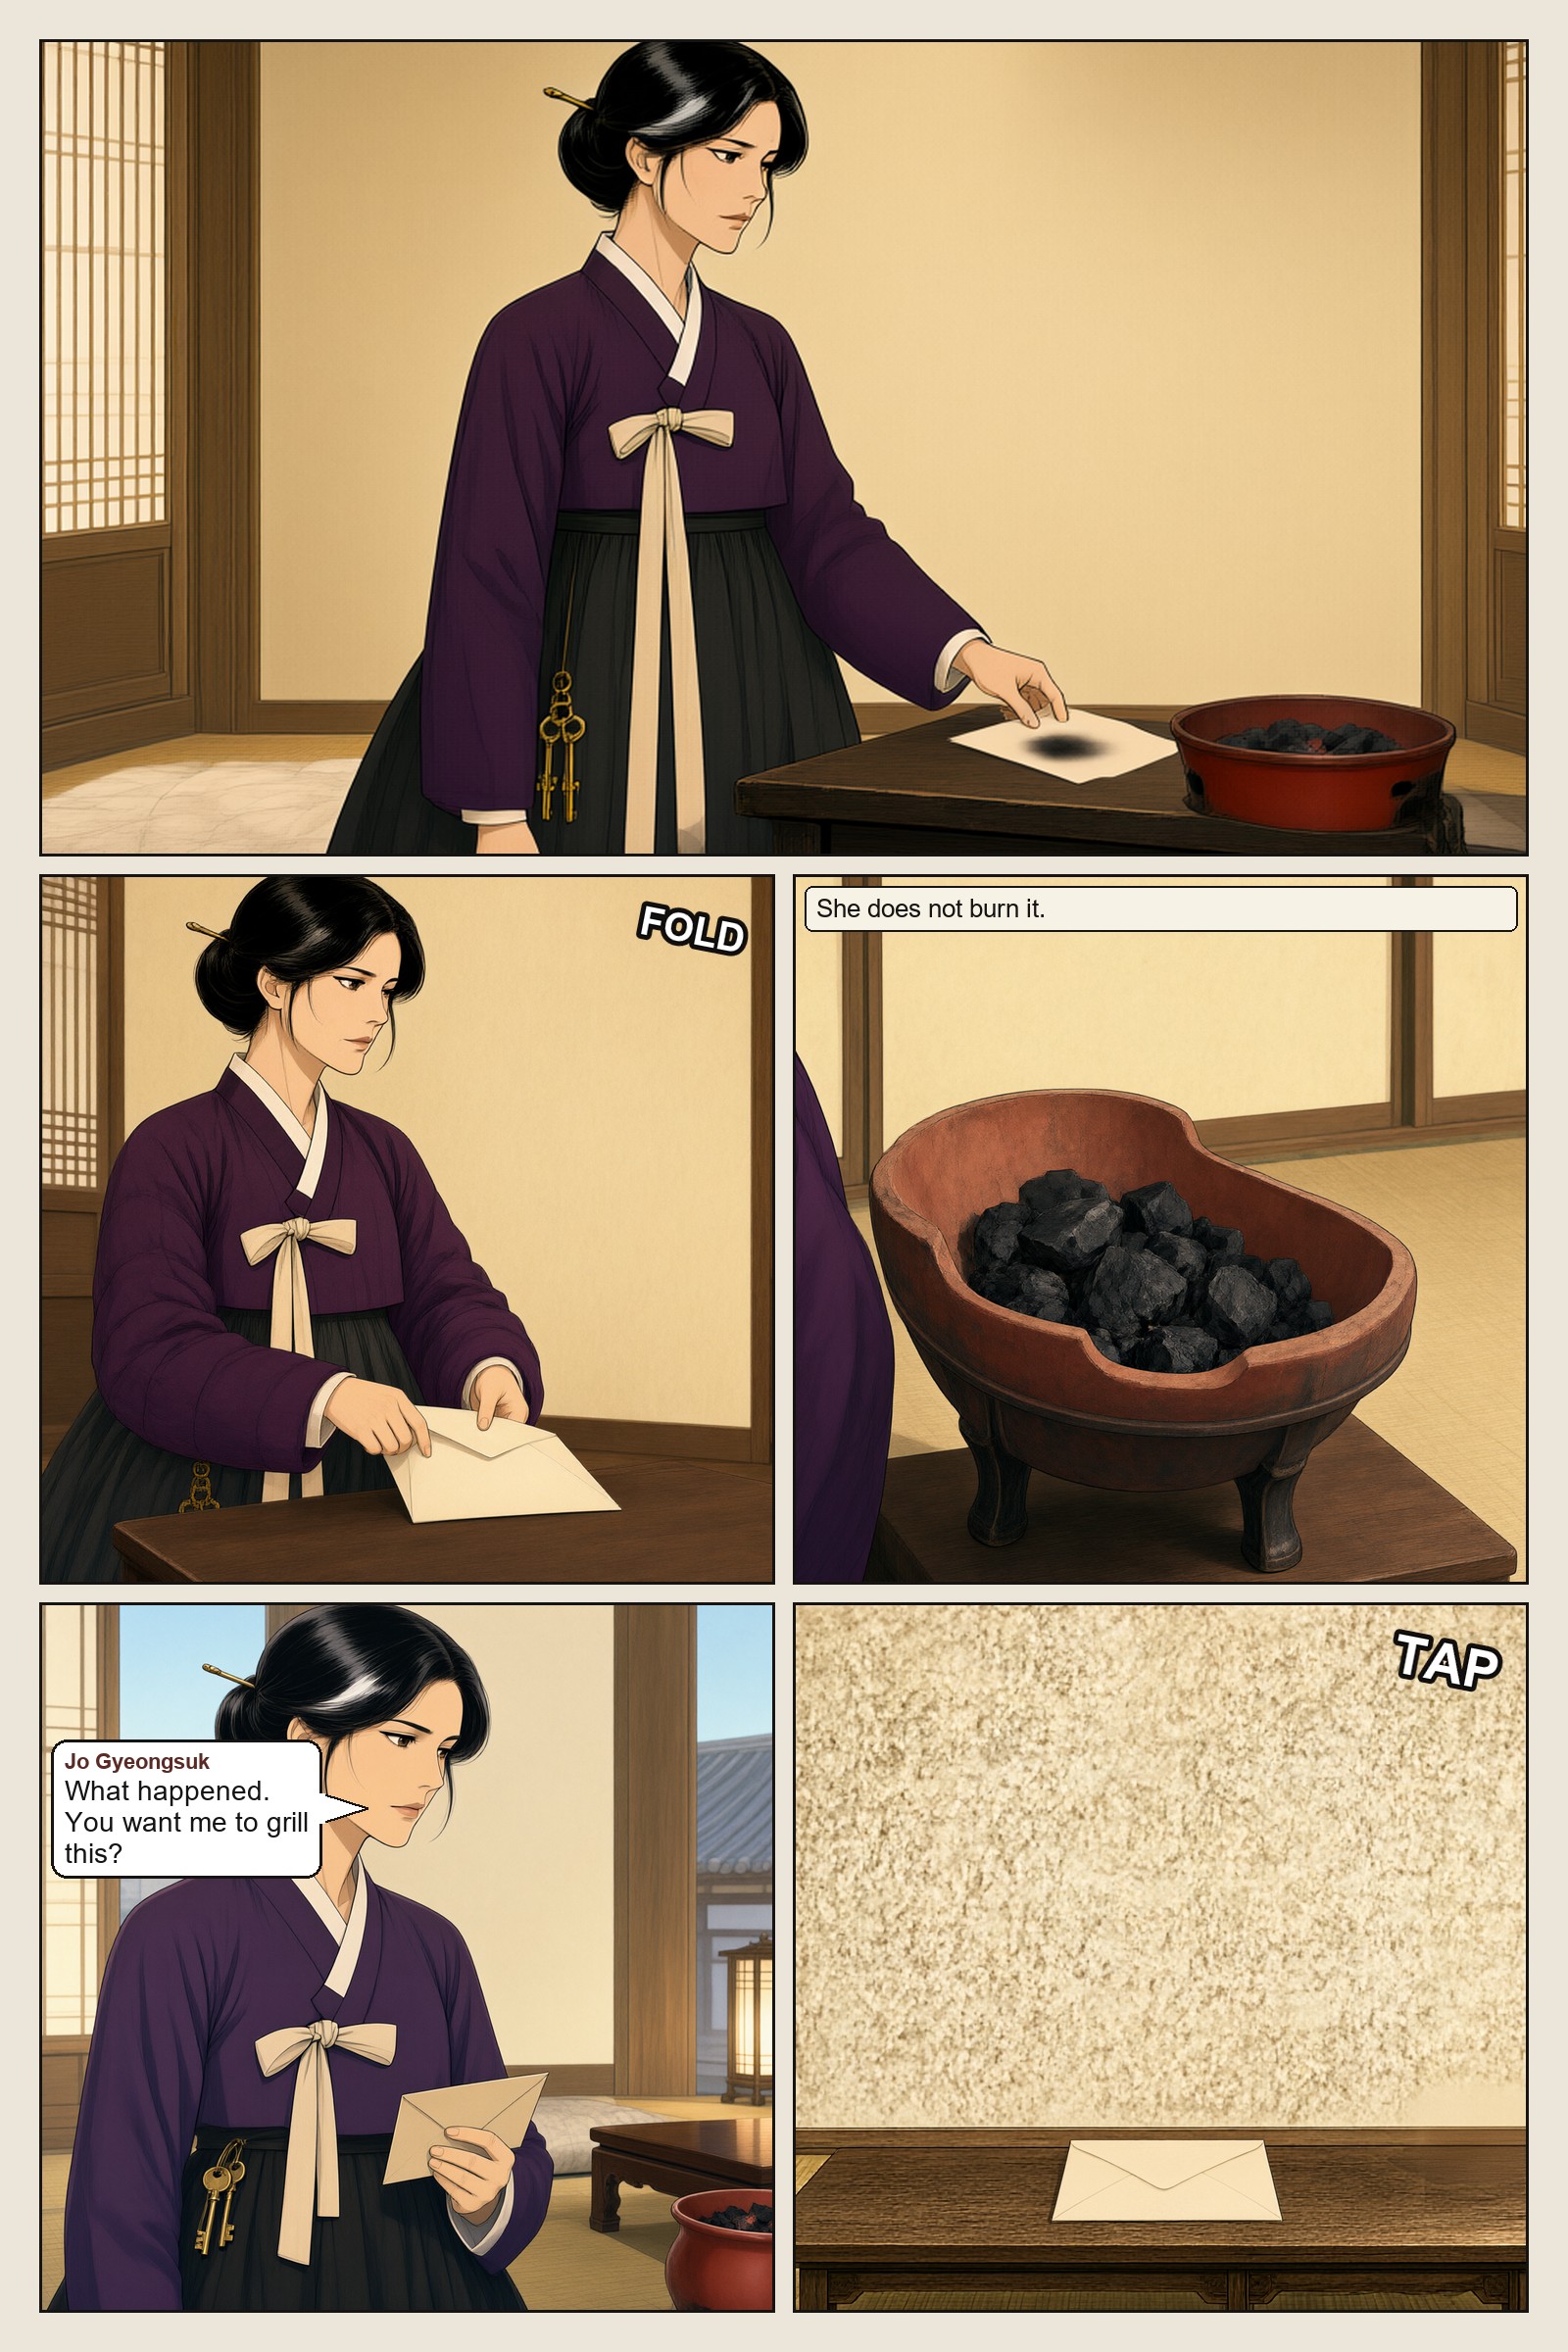 FOLD
She does not burn it.
Jo Gyeongsuk
What happened.
You want me to grill
this?
TAP